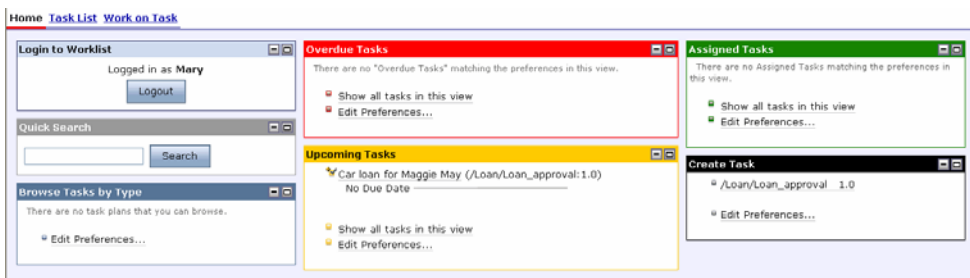 Home Task List Work on Task
Login to Worklist
Logged in as Mary
Logout
Quick Search
Search
Browse Tasks by Type
There are no task plans that you can browse.
Edit Preferences...
Overdue Tasks
There are no "Overdue Tasks" matching the preferences in this view.
Show all tasks in this view
Edit Preferences...
Upcoming Tasks
Car loan for Maggie May (/Loan/Loan_approval:1.0)
No Due Date
Show all tasks in this view
Edit Preferences...
Assigned Tasks
There are no Assigned Tasks matching the preferences in
this view.
Show all tasks in this view
Edit Preferences...
Create Task
/Loan/Loan_approval 1.0
Edit Preferences...